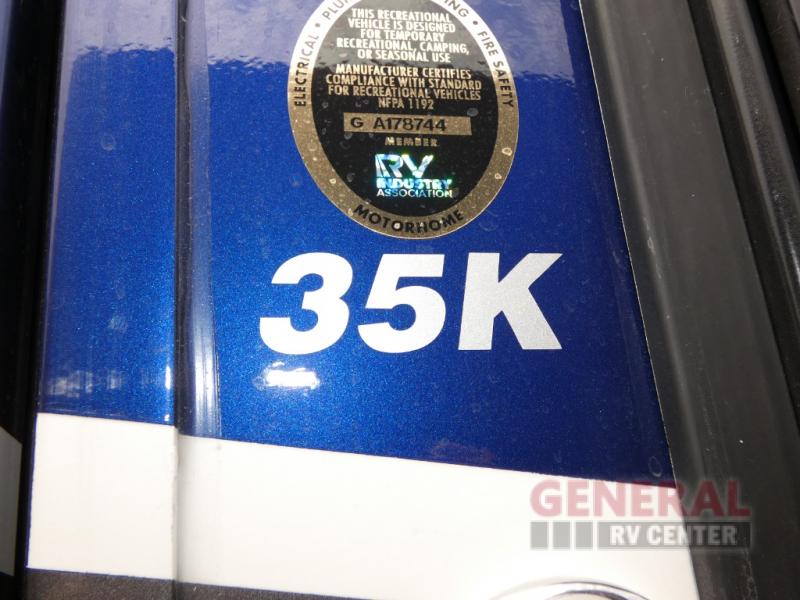 ELECTRICAL • PLUMBING • FIRE SAFETY
THIS RECREATIONAL
VEHICLE IS DESIGNED
FOR TEMPORARY
RECREATIONAL, CAMPING,
OR SEASONAL USE
MANUFACTURER CERTIFIES
COMPLIANCE WITH STANDARD
FOR RECREATIONAL VEHICLES
NFPA 1192
G A178744
MEMBER
RV
INDUSTRY
ASSOCIATION
MOTORHOME
35K
GENERAL
RV CENTER